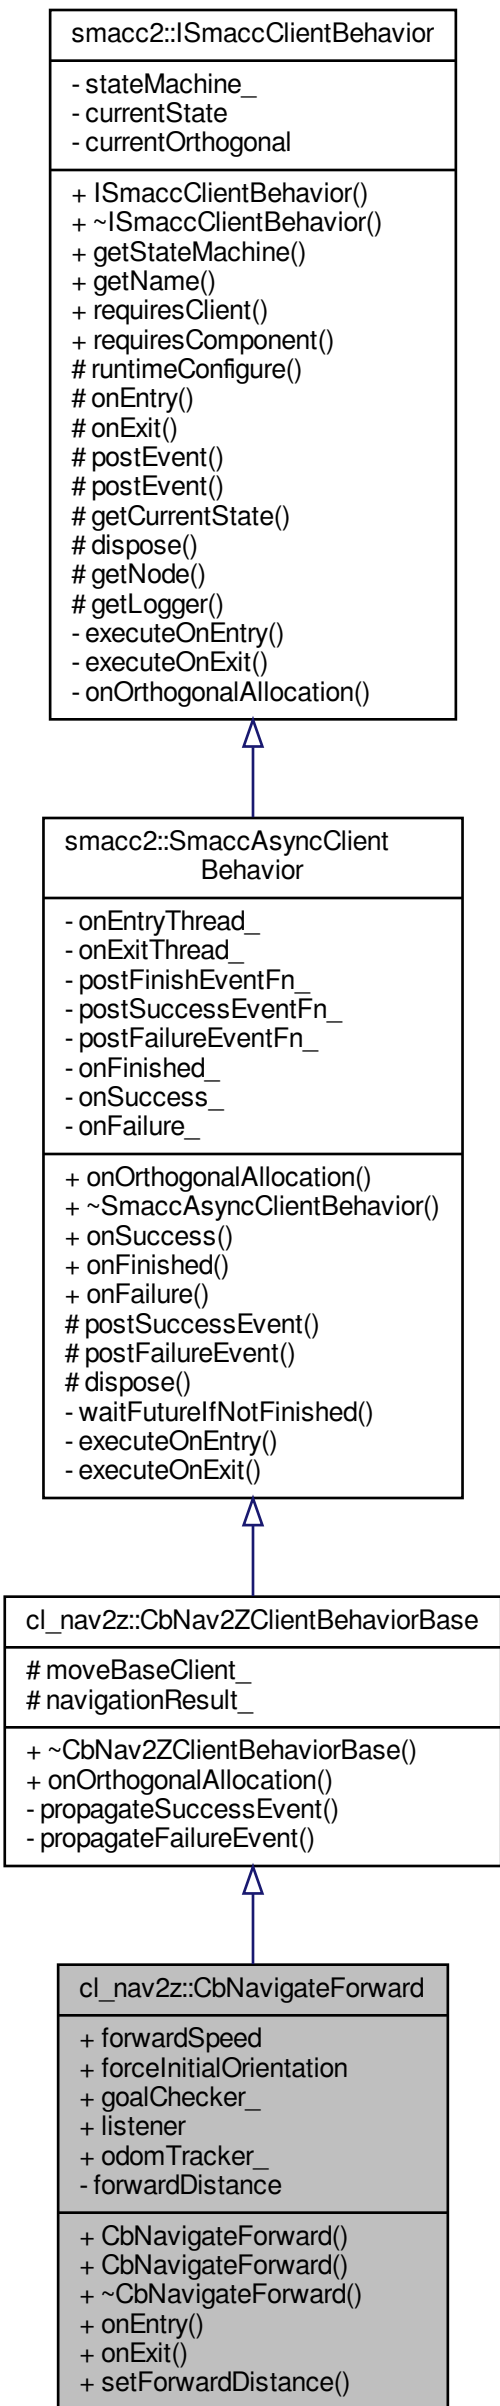 smacc2::ISmaccClientBehavior
- stateMachine_
- currentState
- currentOrthogonal
+ ISmaccClientBehavior()
+ ~ISmaccClientBehavior()
+ getStateMachine()
+ getName()
+ requiresClient()
+ requiresComponent()
# runtimeConfigure()
# onEntry()
# onExit()
# postEvent()
# postEvent()
# getCurrentState()
# dispose()
# getNode()
# getLogger()
- executeOnEntry()
- executeOnExit()
- onOrthogonalAllocation()
smacc2::SmaccAsyncClient
Behavior
- onEntryThread_
- onExitThread_
- postFinishEventFn_
- postSuccessEventFn_
- postFailureEventFn_
- onFinished_
- onSuccess_
- onFailure_
+ onOrthogonalAllocation()
+ ~SmaccAsyncClientBehavior()
+ onSuccess()
+ onFinished()
+ onFailure()
# postSuccessEvent()
# postFailureEvent()
# dispose()
- waitFutureIfNotFinished()
- executeOnEntry()
- executeOnExit()
cl_nav2z::CbNav2ZClientBehaviorBase
# moveBaseClient_
# navigationResult_
+ ~CbNav2ZClientBehaviorBase()
+ onOrthogonalAllocation()
- propagateSuccessEvent()
- propagateFailureEvent()
cl_nav2z::CbNavigateForward
+ forwardSpeed
+ forceInitialOrientation
+ goalChecker_
+ listener
+ odomTracker_
- forwardDistance
+ CbNavigateForward()
+ CbNavigateForward()
+ ~CbNavigateForward()
+ onEntry()
+ onExit()
+ setForwardDistance()